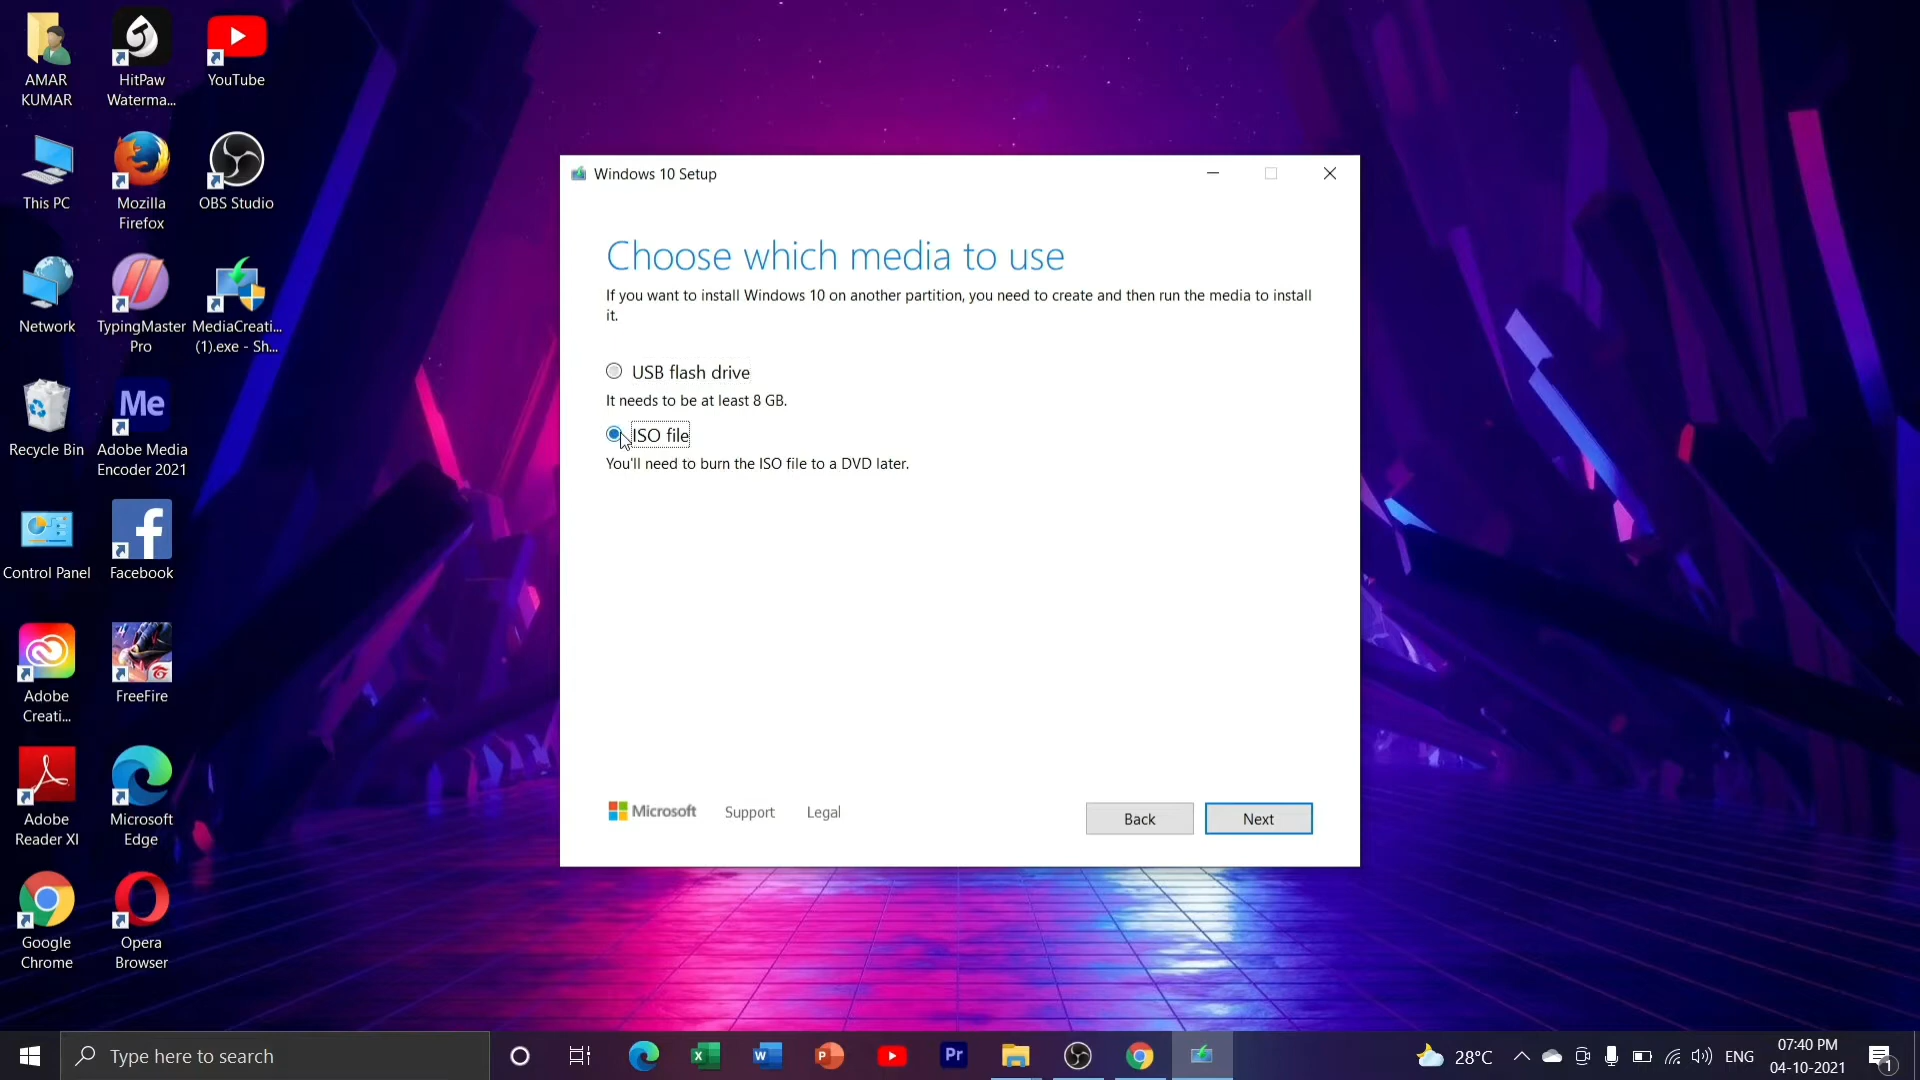 AMAR
KUMAR
HitPaw
Waterma...
YouTube
This PC
Mozilla
Firefox
OBS Studio
Network
TypingMaster
Pro
MediaCreati...
(1).exe - Sh...
Recycle Bin
Me
Adobe Media
Encoder 2021
Control Panel
Facebook
Adobe
Creati...
FreeFire
Adobe
Reader XI
Microsoft
Edge
Google
Chrome
Opera
Browser
Windows 10 Setup
Choose which media to use
If you want to install Windows 10 on another partition, you need to create and then run the media to install
it.
USB flash drive
It needs to be at least 8 GB.
ISO file
You'll need to burn the ISO file to a DVD later.
Microsoft
Support
Legal
Back
Next
Type here to search
Pr
28°C
ENG
07:40 PM
04-10-2021
1